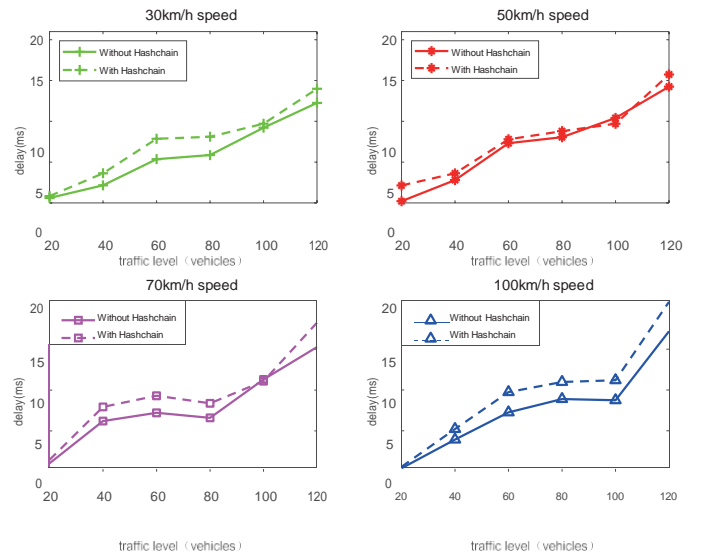 30km/h speed
20
15
10
5
0
delay(ms)
Without Hashchain
With Hashchain
20 40 60 80 100 120
traffic level（vehicles）
50km/h speed
20
15
10
5
0
delay(ms)
Without Hashchain
With Hashchain
20 40 60 80 100 120
traffic level（vehicles）
70km/h speed
20
15
10
5
0
delay(ms)
Without Hashchain
With Hashchain
20 40 60 80 100 120
traffic level（vehicles）
100km/h speed
20
15
10
5
0
delay(ms)
Without Hashchain
With Hashchain
20 40 60 80 100 120
traffic level（vehicles）